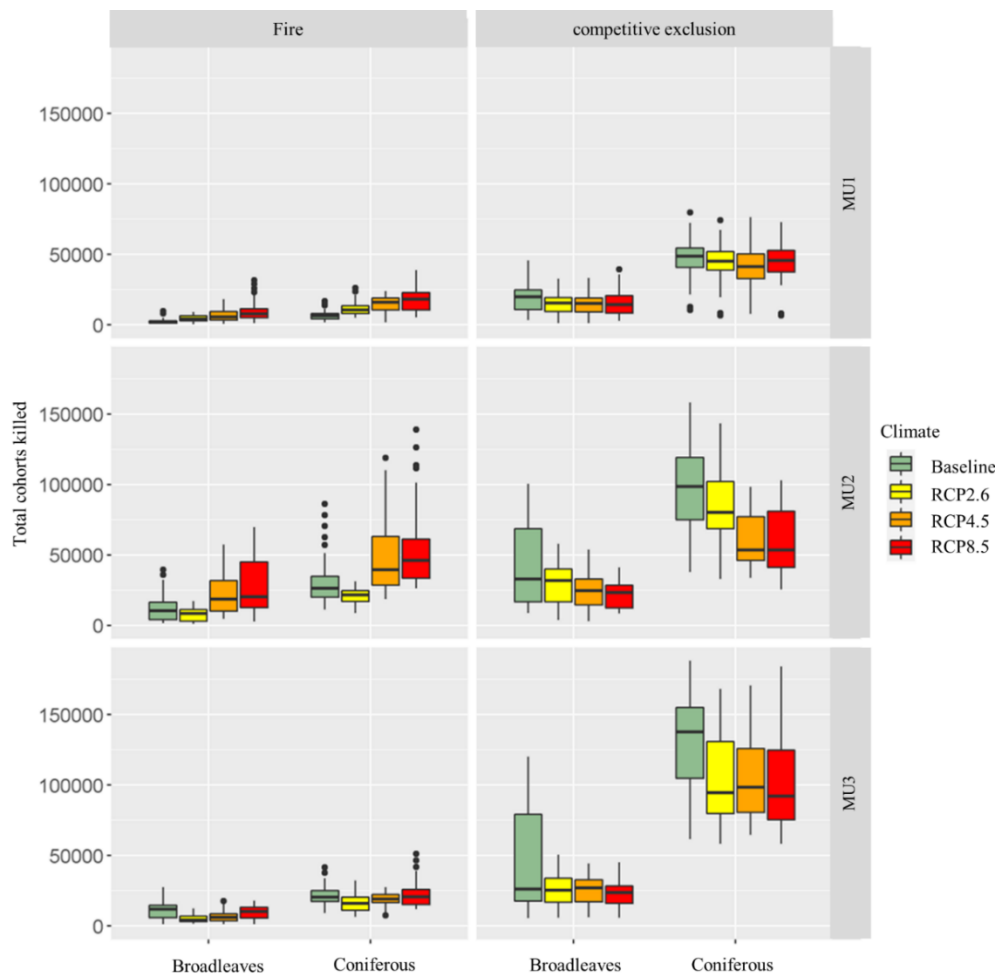 Fire
competitive exclusion
Total cohorts killed
150000
100000
50000
0
MU1
150000
100000
50000
0
MU2
150000
100000
50000
0
MU3
Broadleaves
Coniferous
Broadleaves
Coniferous
Climate
Baseline
RCP2.6
RCP4.5
RCP8.5